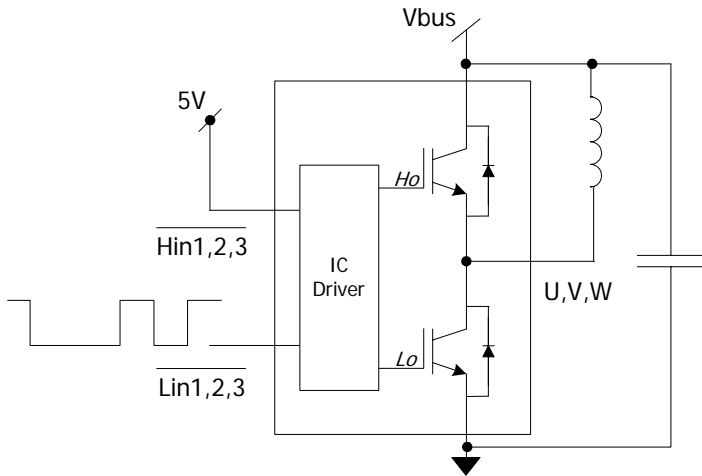 Vbus
5V
Ho
Hin1,2,3
IC
Driver
U,V,W
Lo
Lin1,2,3